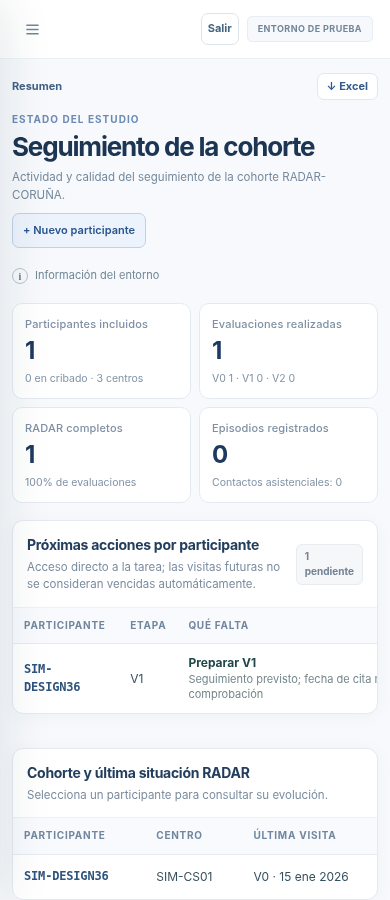 Salir
ENTORNO DE PRUEBA
Resumen
↓ Excel
ESTADO DEL ESTUDIO
Seguimiento de la cohorte
Actividad y calidad del seguimiento de la cohorte RADAR-
CORUÑA.
+ Nuevo participante
i Información del entorno
Participantes incluidos
1
0 en cribado · 3 centros
Evaluaciones realizadas
1
V0 1 · V1 0 · V2 0
RADAR completos
1
100% de evaluaciones
Episodios registrados
0
Contactos asistenciales: 0
Próximas acciones por participante
Acceso directo a la tarea; las visitas futuras no
se consideran vencidas automáticamente.
1
pendiente
PARTICIPANTE ETAPA QUÉ FALTA
SIM-
DESIGN36
V1
Preparar V1
Seguimiento previsto; fecha de cita
comprobación
Cohorte y última situación RADAR
Selecciona un participante para consultar su evolución.
PARTICIPANTE CENTRO ÚLTIMA VISITA
SIM-DESIGN36 SIM-CS01 V0 · 15 ene 2026